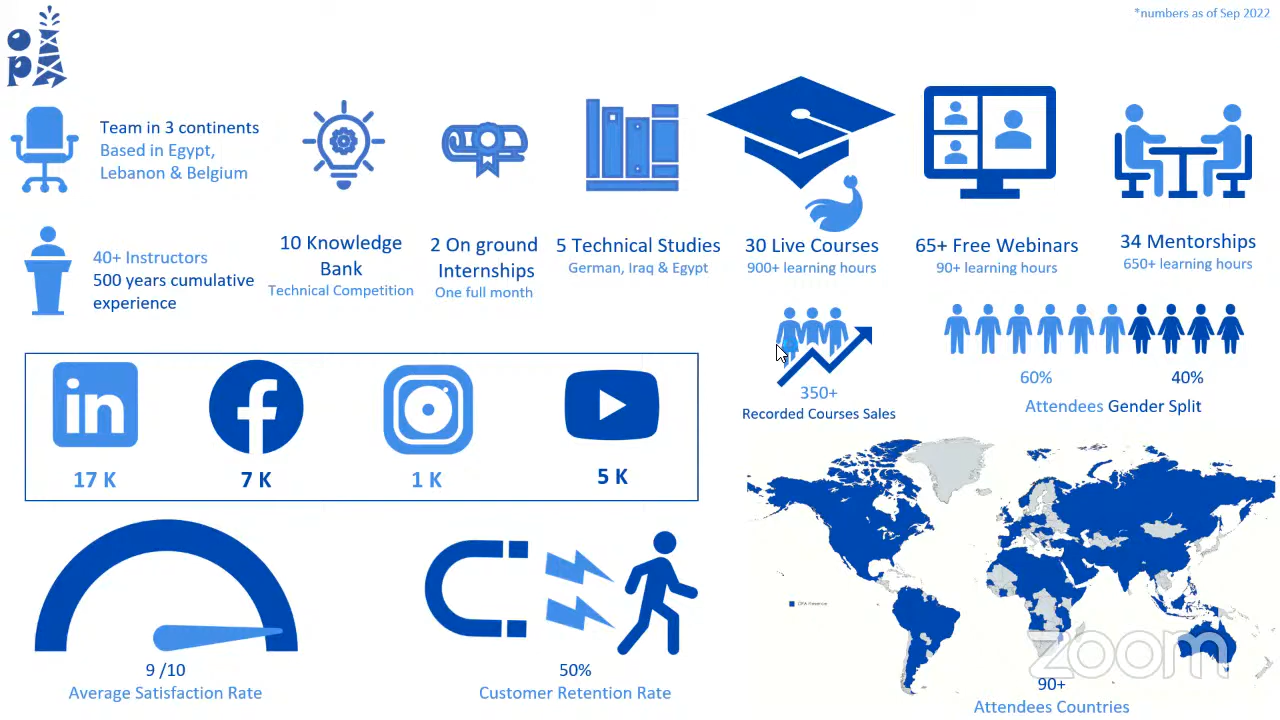 *numbers as of Sep 2022
OPA
Team in 3 continents
Based in Egypt,
Lebanon & Belgium
40+ Instructors
500 years cumulative
experience
10 Knowledge
Bank
Technical Competition
2 On ground
Internships
One full month
5 Technical Studies
German, Iraq & Egypt
30 Live Courses
900+ learning hours
65+ Free Webinars
90+ learning hours
34 Mentorships
650+ learning hours
350+
Recorded Courses Sales
60%
40%
Attendees Gender Split
in
f
17 K
7 K
1 K
5 K
9 /10
Average Satisfaction Rate
50%
Customer Retention Rate
OPA Presence
zoom
90+
Attendees Countries